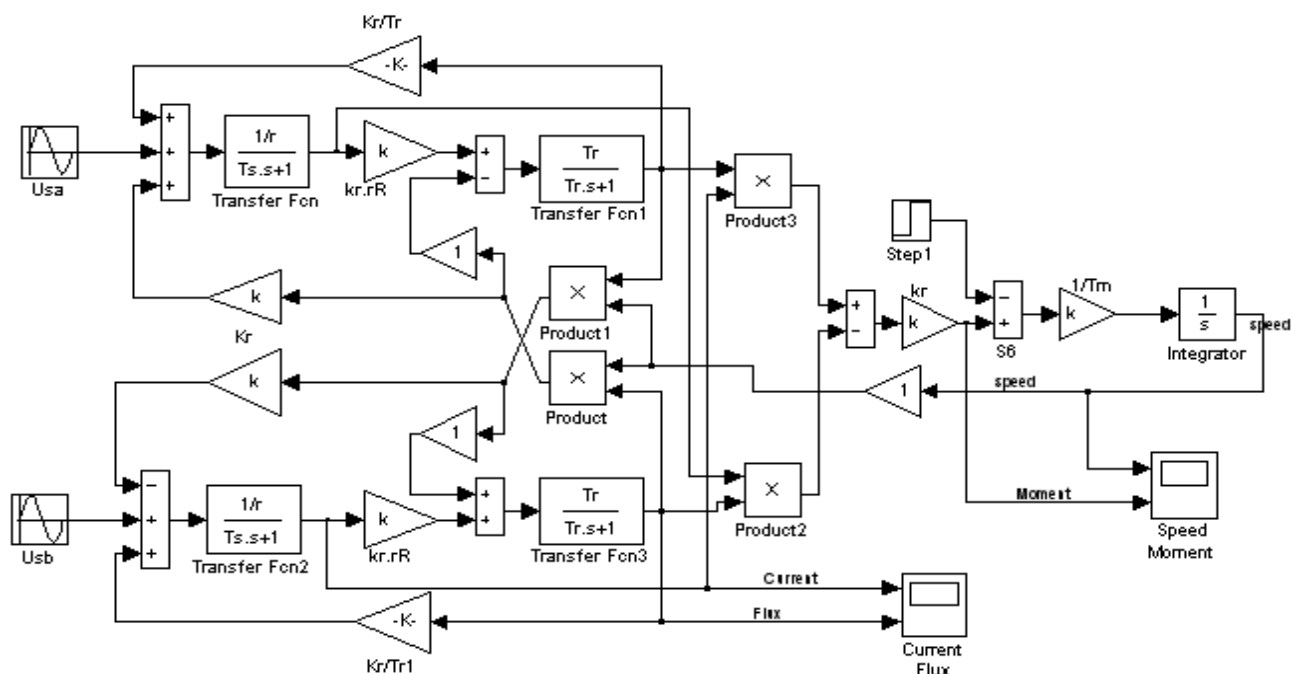 Kr/Tr
-K-
+
+
+
Usa
1/r
Ts.s+1
Transfer Fcn
k
kr.rR
+
−
Tr
Tr.s+1
Transfer Fcn1
×
Product3
Step1
1
k
Kr
×
Product1
+
−
kr
k
−
+
S6
1/Tm
k
1
s
Integrator
speed
k
×
Product
1
speed
1
−
+
+
Usb
1/r
Ts.s+1
Transfer Fcn2
k
kr.rR
+
+
Tr
Tr.s+1
Transfer Fcn3
×
Product2
Moment
Speed
Moment
Current
Flux
Current
Flux
-K-
Kr/Tr1